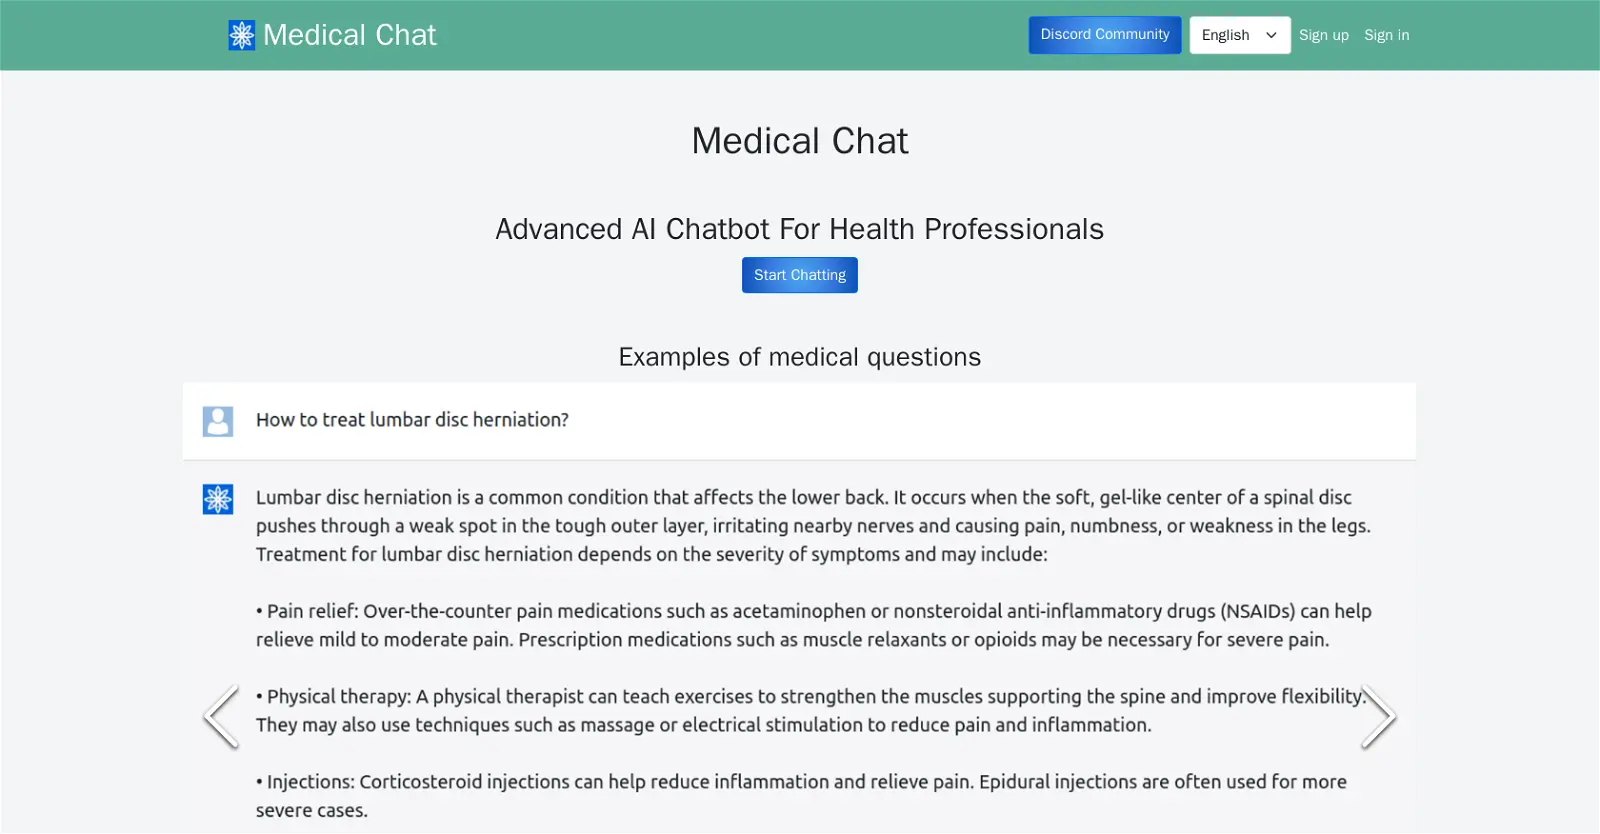 Medical Chat
Discord Community
English
Sign up
Sign in
Medical Chat
Advanced AI Chatbot For Health Professionals
Start Chatting
Examples of medical questions
How to treat lumbar disc herniation?
Lumbar disc herniation is a common condition that affects the lower back. It occurs when the soft, gel-like center of a spinal disc
pushes through a weak spot in the tough outer layer, irritating nearby nerves and causing pain, numbness, or weakness in the legs.
Treatment for lumbar disc herniation depends on the severity of symptoms and may include:
• Pain relief: Over-the-counter pain medications such as acetaminophen or nonsteroidal anti-inflammatory drugs (NSAIDs) can help
relieve mild to moderate pain. Prescription medications such as muscle relaxants or opioids may be necessary for severe pain.
• Physical therapy: A physical therapist can teach exercises to strengthen the muscles supporting the spine and improve flexibility.
They may also use techniques such as massage or electrical stimulation to reduce pain and inflammation.
• Injections: Corticosteroid injections can help reduce inflammation and relieve pain. Epidural injections are often used for more
severe cases.